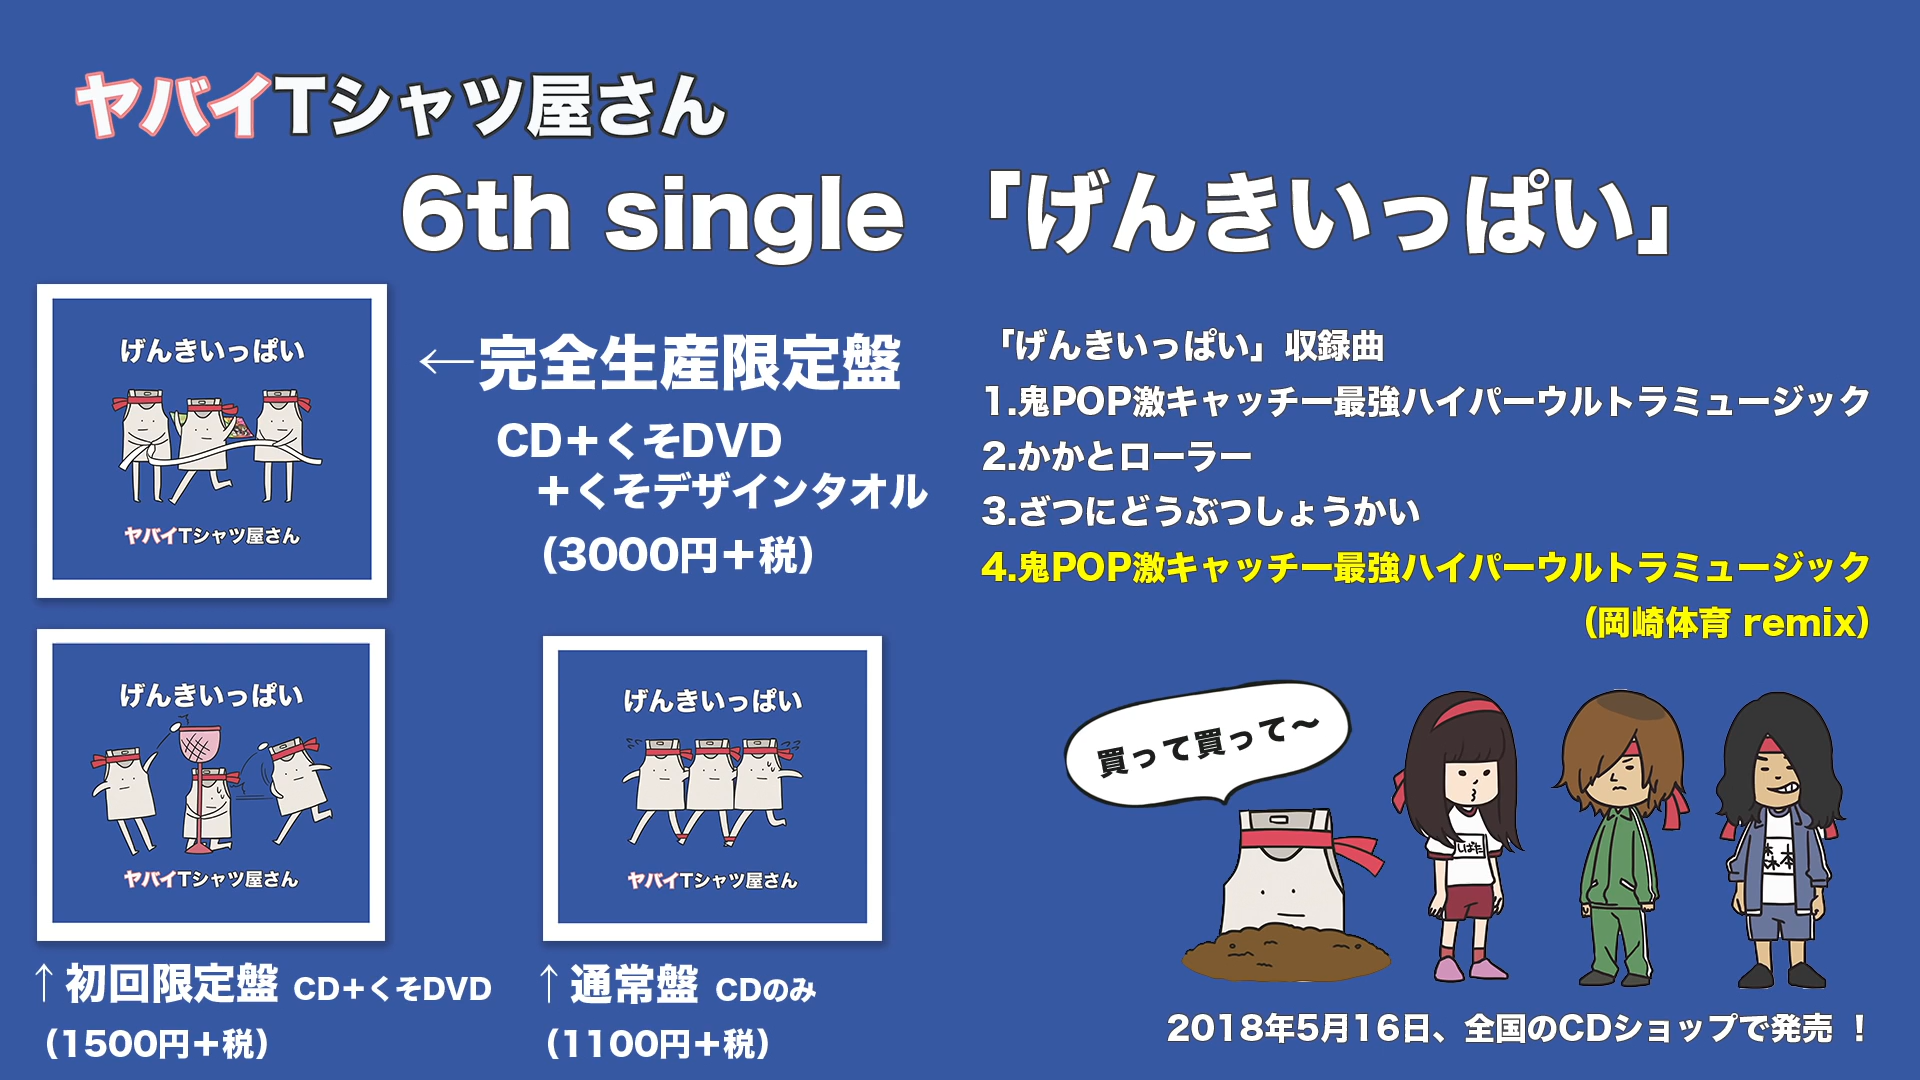 ヤバイTシャツ屋さん
6th single 「げんきいっぱい」
げんきいっぱい
ヤバイTシャツ屋さん
←完全生産限定盤
CD＋くそDVD
＋くそデザインタオル
（3000円＋税）
げんきいっぱい
ヤバイTシャツ屋さん
↑初回限定盤 CD＋くそDVD
（1500円＋税）
げんきいっぱい
ヤバイTシャツ屋さん
↑通常盤 CDのみ
（1100円＋税）
「げんきいっぱい」収録曲
1.鬼POP激キャッチー最強ハイパーウルトラミュージック
2.かかとローラー
3.ざつにどうぶつしょうかい
4.鬼POP激キャッチー最強ハイパーウルトラミュージック
（岡崎体育 remix）
買って買って〜
しばた
森本
2018年5月16日、全国のCDショップで発売 ！